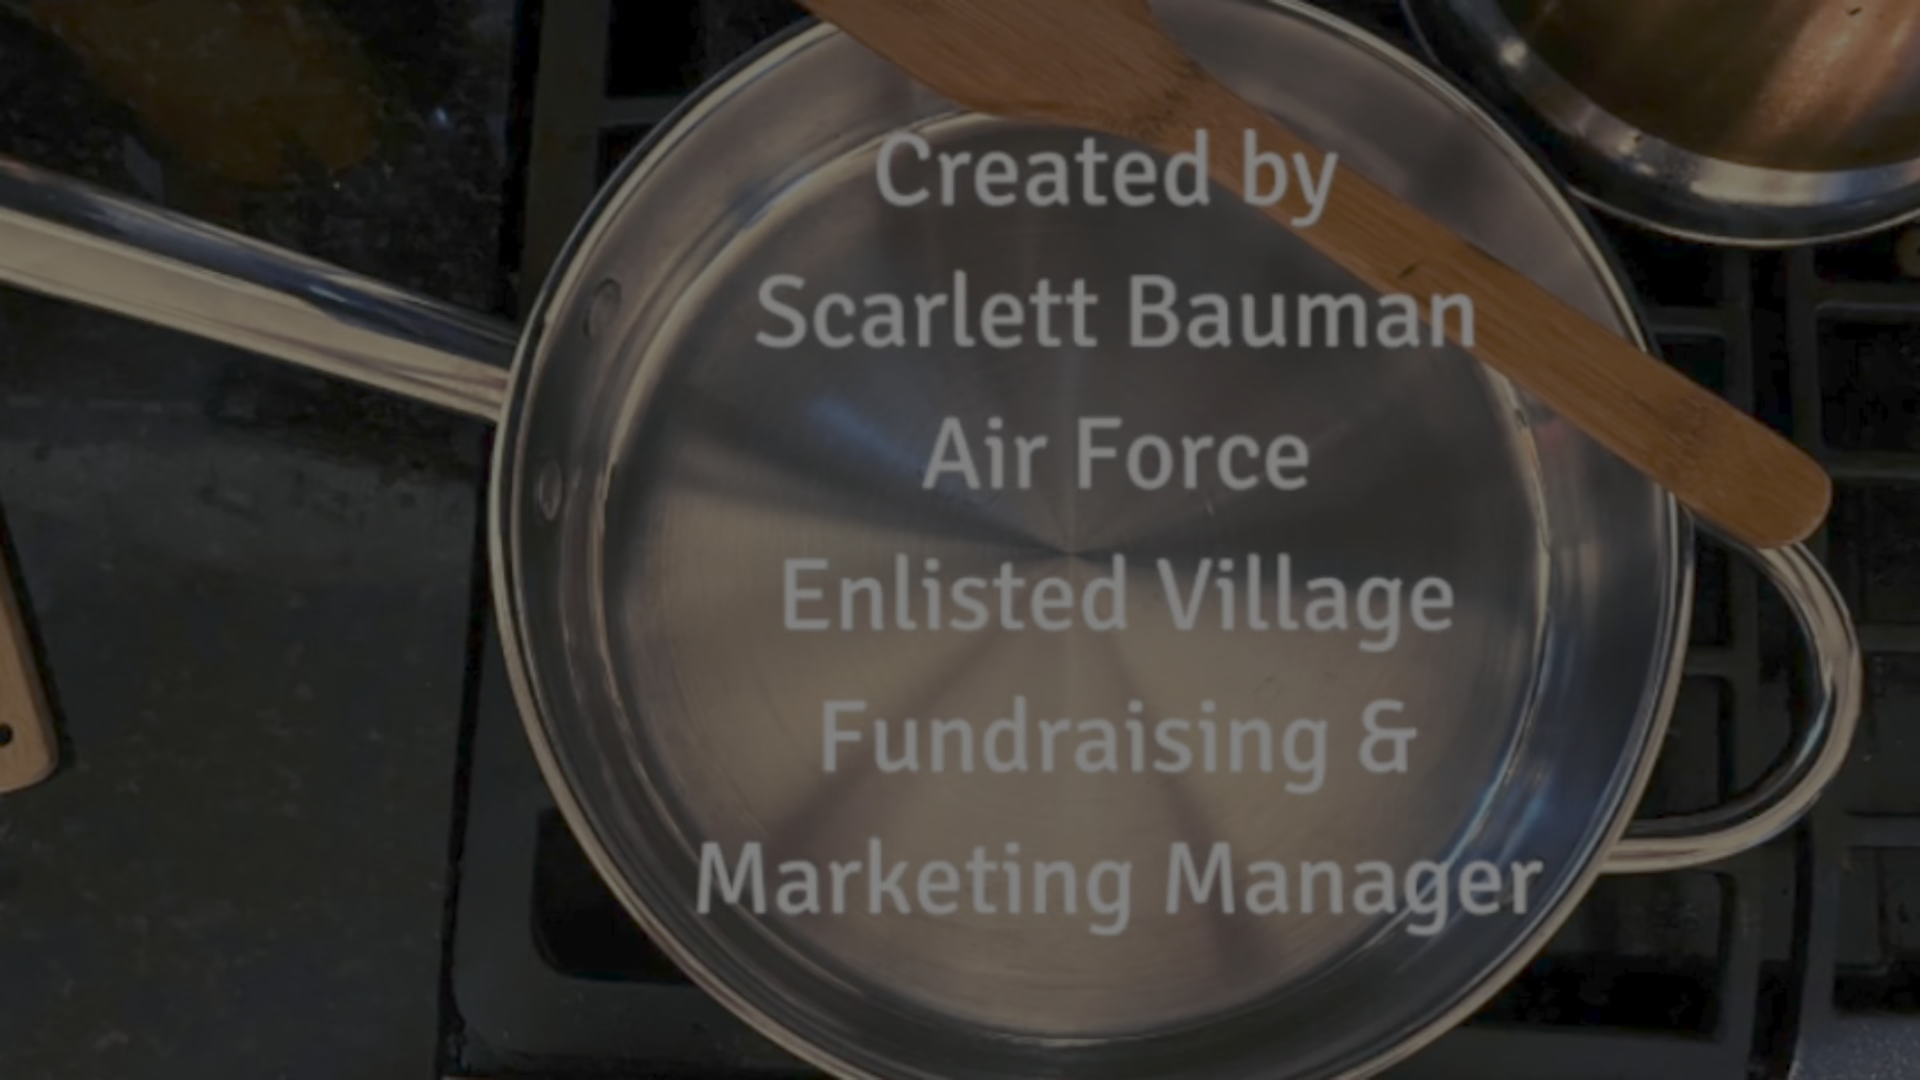 Created by
Scarlett Bauman
Air Force
Enlisted Village
Fundraising &
Marketing Manager